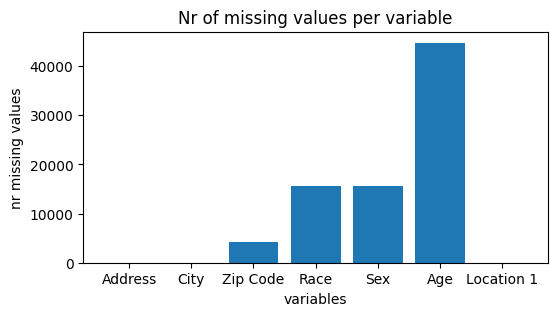 Nr of missing values per variable
nr missing values
40000
30000
20000
10000
0
Address City Zip Code Race Sex Age Location 1
variables